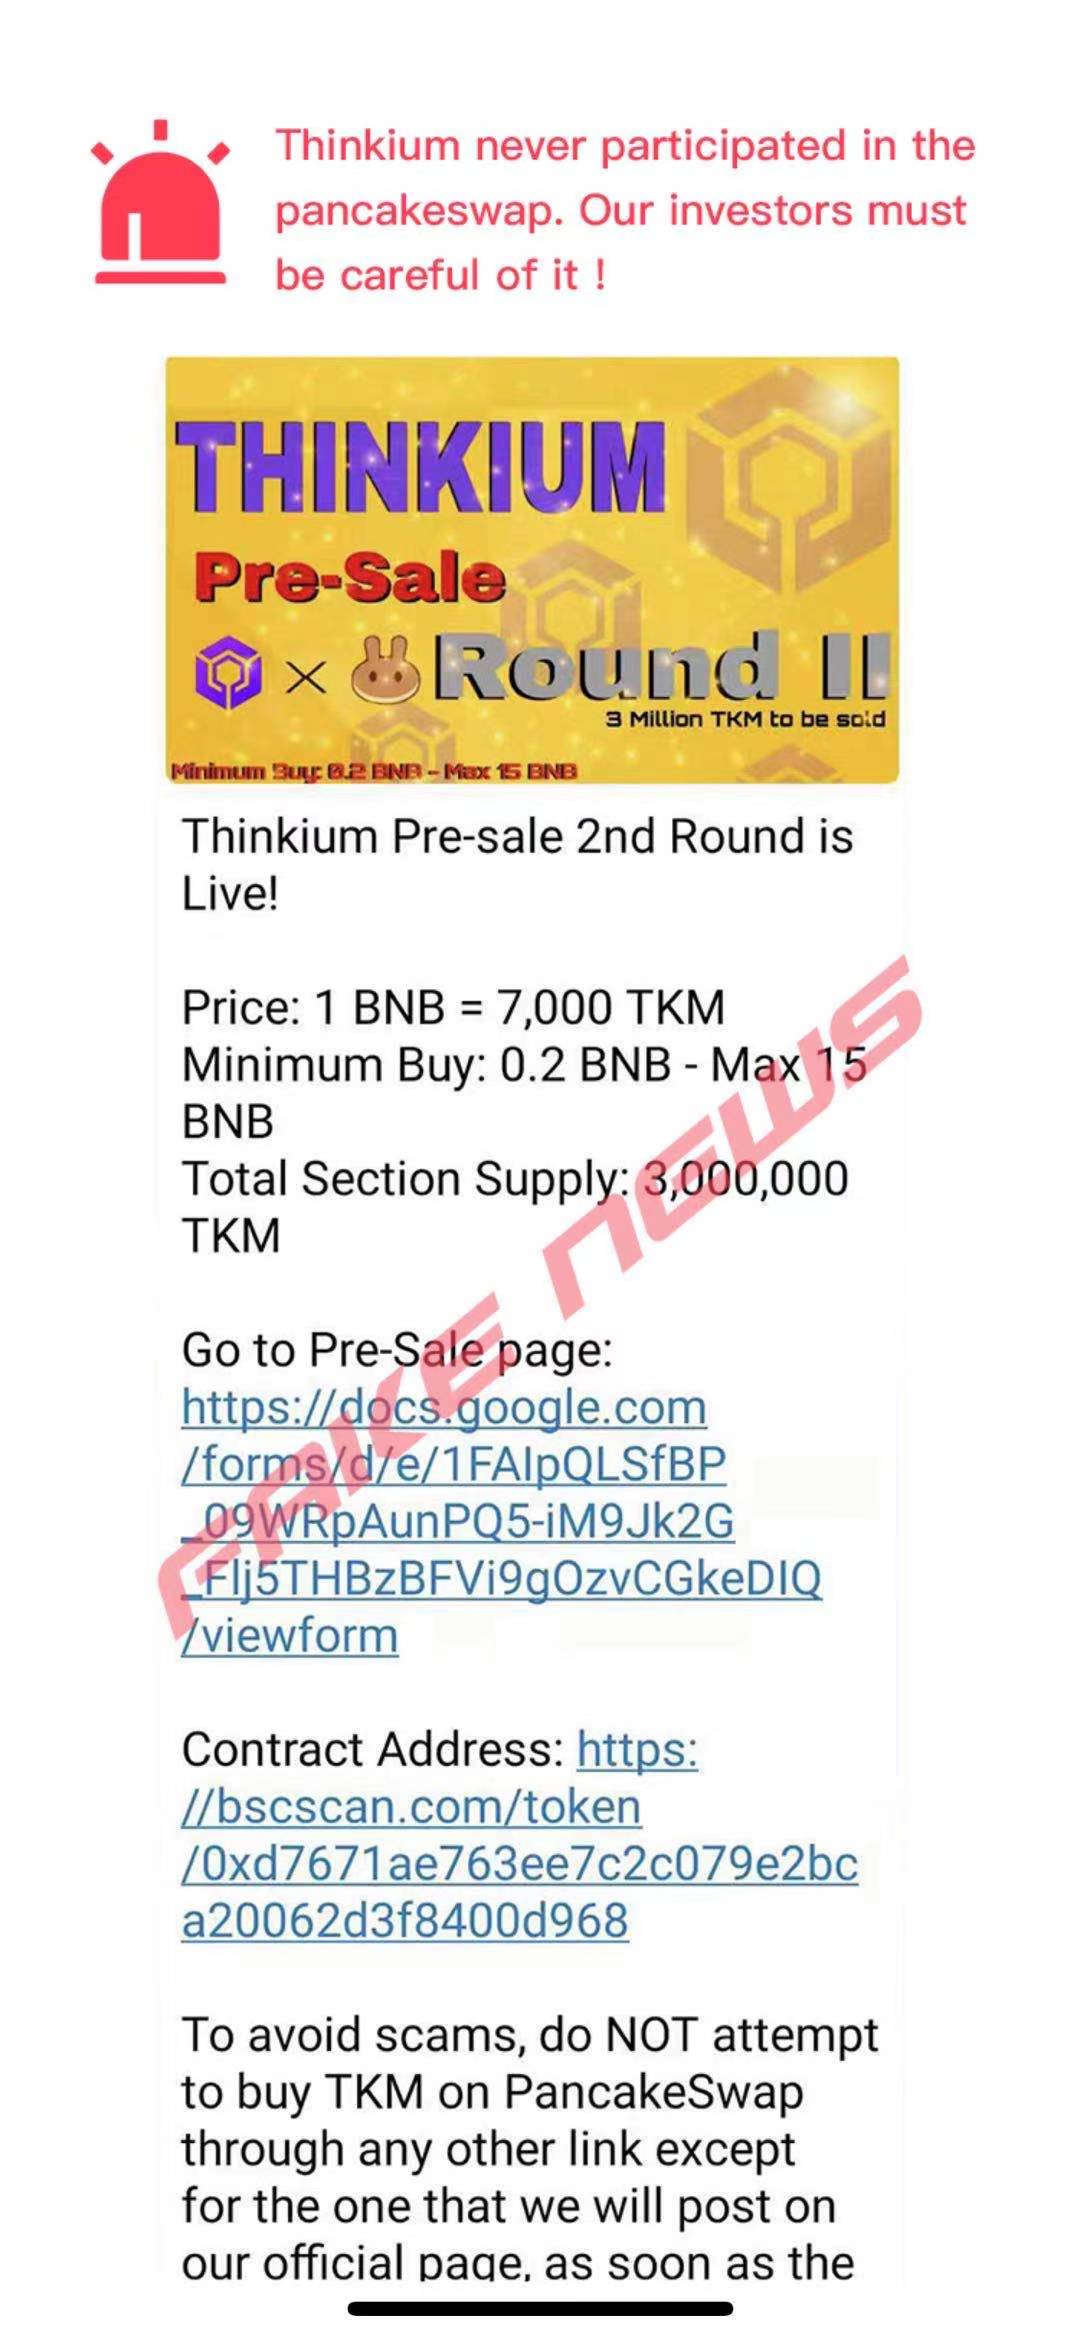 Thinkium never participated in the
pancakeswap. Our investors must
be careful of it !
THINKIUM
Pre-Sale
× Round II
3 Million TKM to be sold
Minimum Buy: 0.2 BNB - Max 15 BNB
Thinkium Pre-sale 2nd Round is
Live!
Price: 1 BNB = 7,000 TKM
Minimum Buy: 0.2 BNB - Max 15
BNB
Total Section Supply: 3,000,000
TKM
Go to Pre-Sale page:
https://docs.google.com
/forms/d/e/1FAIpQLSfBP
_09WRpAunPQ5-iM9Jk2G
_Flj5THBzBFVi9gOzvCGkeDIQ
/viewform
FAKE NEWS
Contract Address: https:
//bscscan.com/token
/0xd7671ae763ee7c2c079e2bc
a20062d3f8400d968
To avoid scams, do NOT attempt
to buy TKM on PancakeSwap
through any other link except
for the one that we will post on
our official page, as soon as the